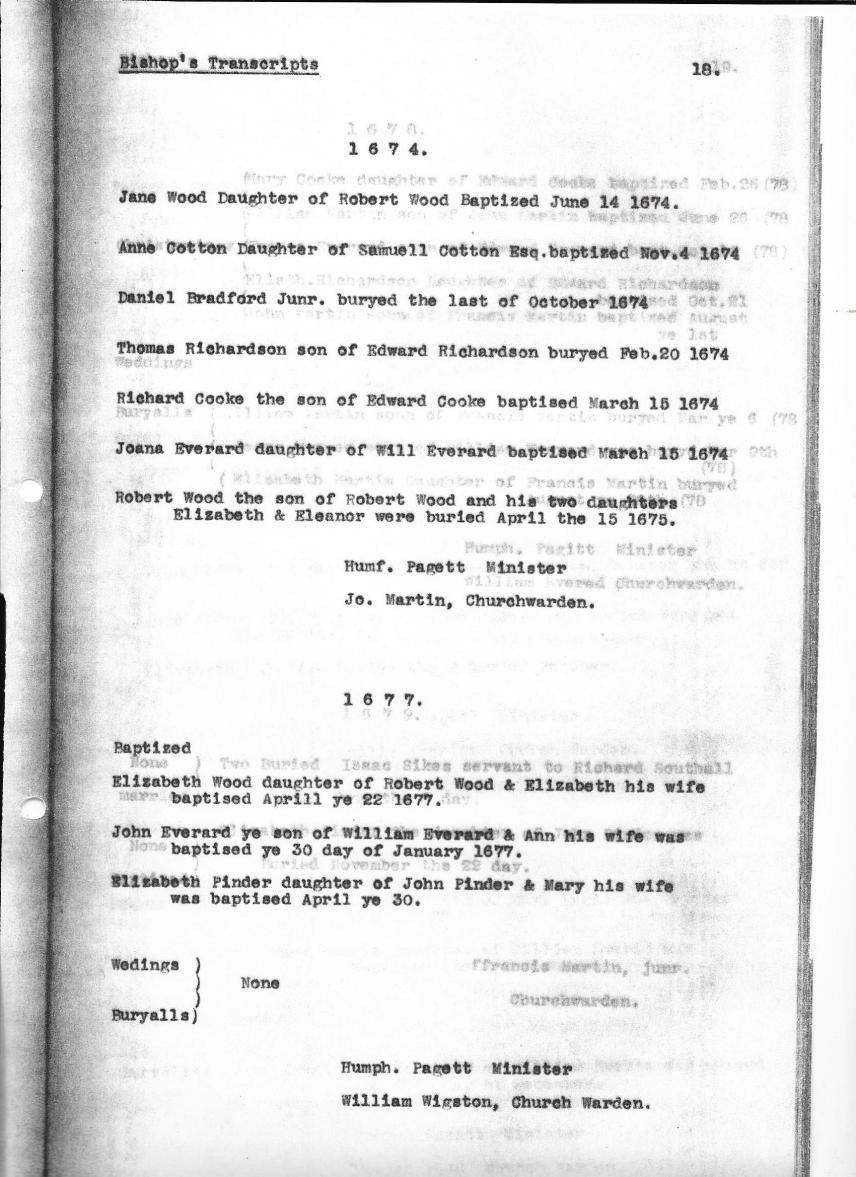 Bishop's Transcripts
18.
1 6 7 4.
Jane Wood Daughter of Robert Wood Baptized June 14 1674.
Anne Cotton Daughter of Samuell Cotton Esq.baptized Nov.4 1674
Daniel Bradford Junr. buryed the last of October 1674
Thomas Richardson son of Edward Richardson buryed Feb.20 1674
Richard Cooke the son of Edward Cooke baptised March 15 1674
Joana Everard daughter of Will Everard baptised March 15 1674
Robert Wood the son of Robert Wood and his two daughters
Elizabeth & Eleanor were buried April the 15 1675.
Humf. Pagett Minister
Jo. Martin, Churchwarden.
1 6 7 7.
Baptized
Elizabeth Wood daughter of Robert Wood & Elizabeth his wife
baptised Aprill ye 22 1677.
John Everard ye son of William Everard & Ann his wife was
baptised ye 30 day of January 1677.
Elizabeth Pinder daughter of John Pinder & Mary his wife
was baptised April ye 30.
Wedings )
) None
)
Buryalls)
Humph. Pagett Minister
William Wigston, Church Warden.